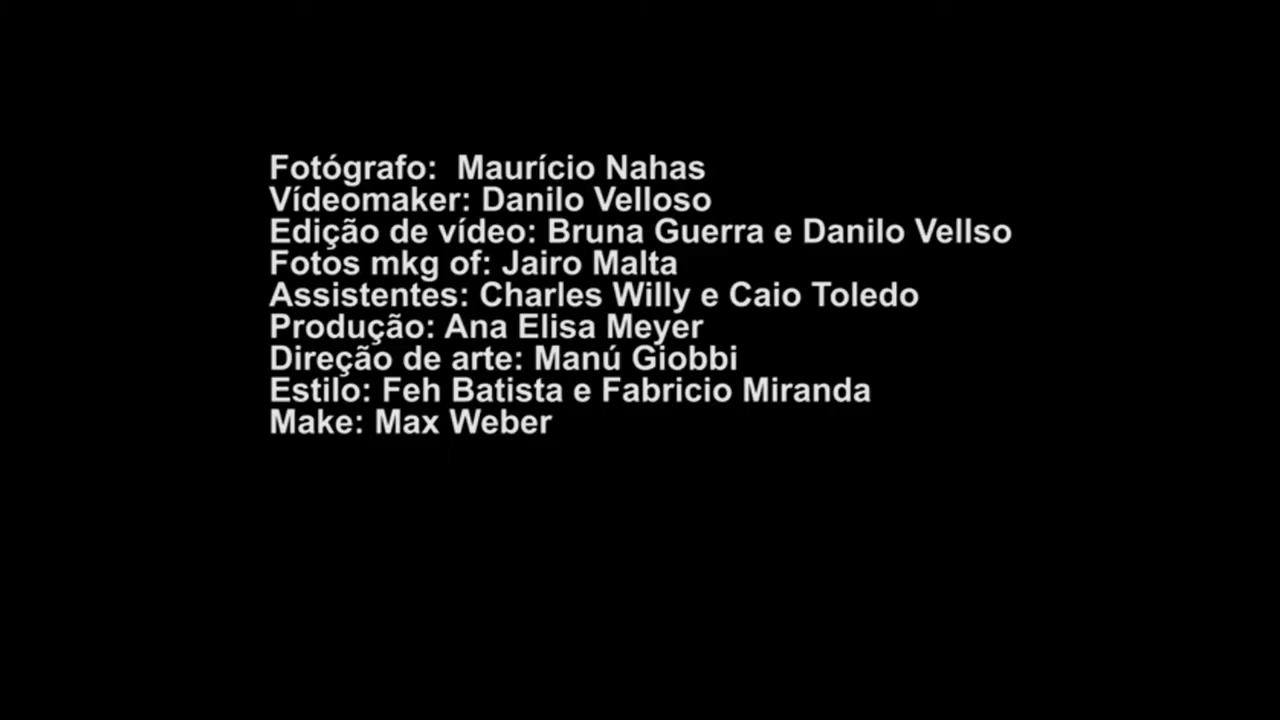 Fotógrafo:  Maurício Nahas
Vídeomaker: Danilo Velloso
Edição de vídeo: Bruna Guerra e Danilo Vellso
Fotos mkg of: Jairo Malta
Assistentes: Charles Willy e Caio Toledo
Produção: Ana Elisa Meyer
Direção de arte: Manú Giobbi
Estilo: Feh Batista e Fabricio Miranda
Make: Max Weber